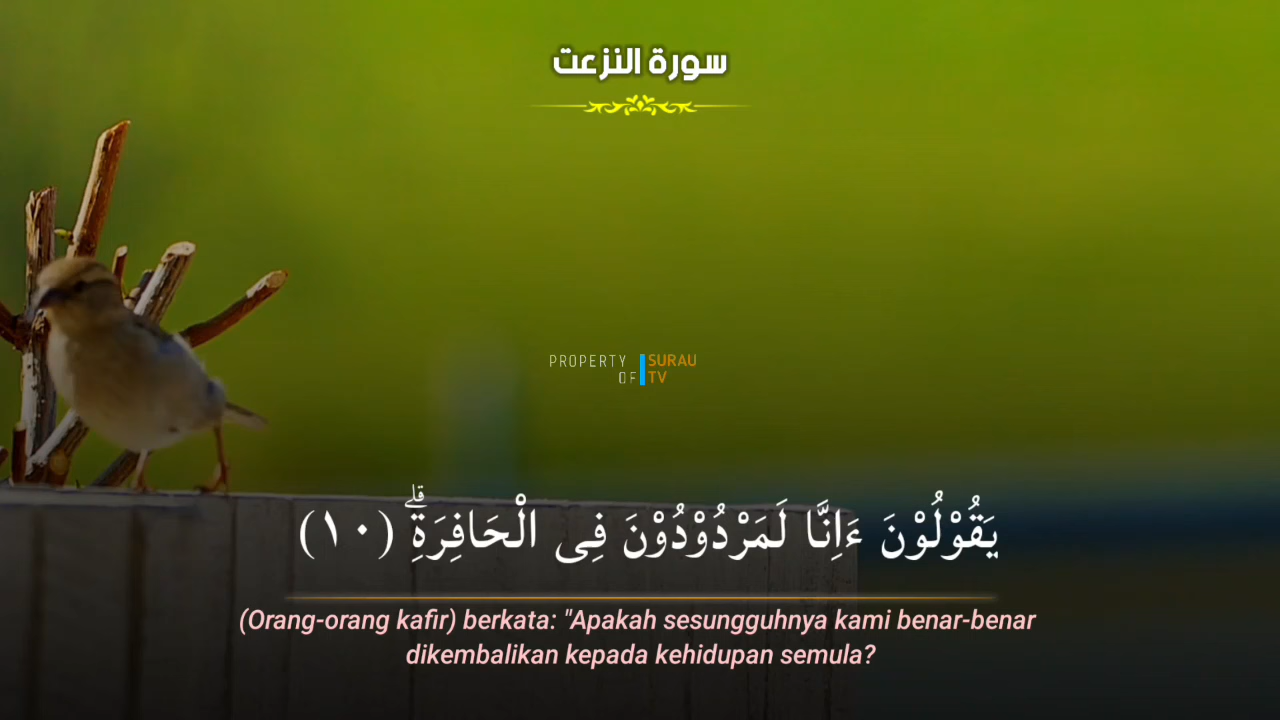 سورة النزعت
PROPERTY OF
SURAU TV
يَقُوْلُوْنَ ءَاِنَّا لَمَرْدُوْدُوْنَ فِى الْحَافِرَةِۗ (١٠)
(Orang-orang kafir) berkata: "Apakah sesungguhnya kami benar-benar
dikembalikan kepada kehidupan semula?